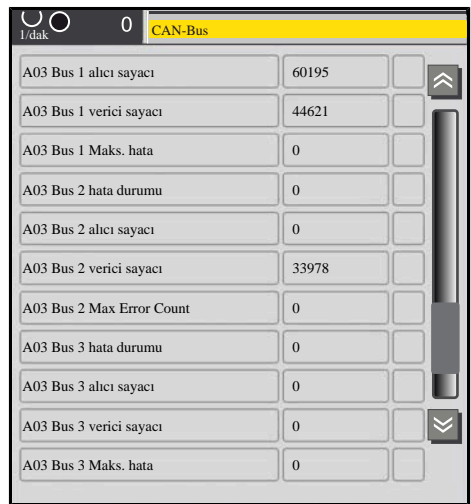 1/dak 0 CAN-Bus
A03 Bus 1 alıcı sayacı 60195
A03 Bus 1 verici sayacı 44621
A03 Bus 1 Maks. hata 0
A03 Bus 2 hata durumu 0
A03 Bus 2 alıcı sayacı 0
A03 Bus 2 verici sayacı 33978
A03 Bus 2 Max Error Count 0
A03 Bus 3 hata durumu 0
A03 Bus 3 alıcı sayacı 0
A03 Bus 3 verici sayacı 0
A03 Bus 3 Maks. hata 0